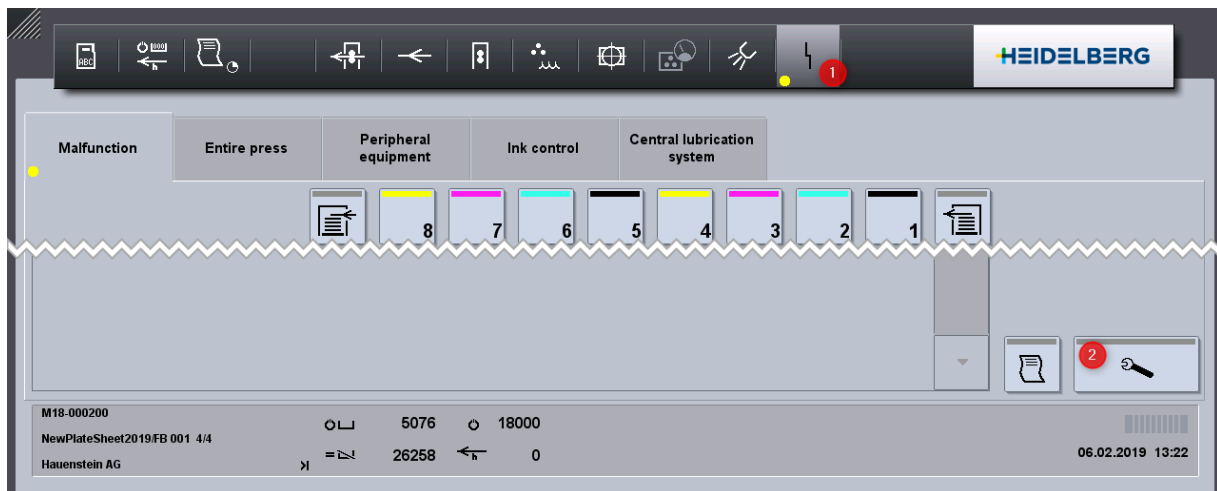 ABC
HEIDELBERG
1
Malfunction
Entire press
Peripheral
equipment
Ink control
Central lubrication
system
8
7
6
5
4
3
2
1
2
M18-000200
NewPlateSheet2019/FB 001 4/4
Hauenstein AG
5076
18000
= 26258
h
0
06.02.2019 13:22